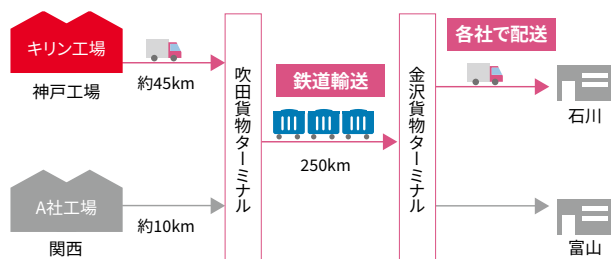 キリン工場
神戸工場
約45km
A社工場
関西
約10km
吹田貨物ターミナル
鉄道輸送
250km
金沢貨物ターミナル
各社で配送
石川
富山